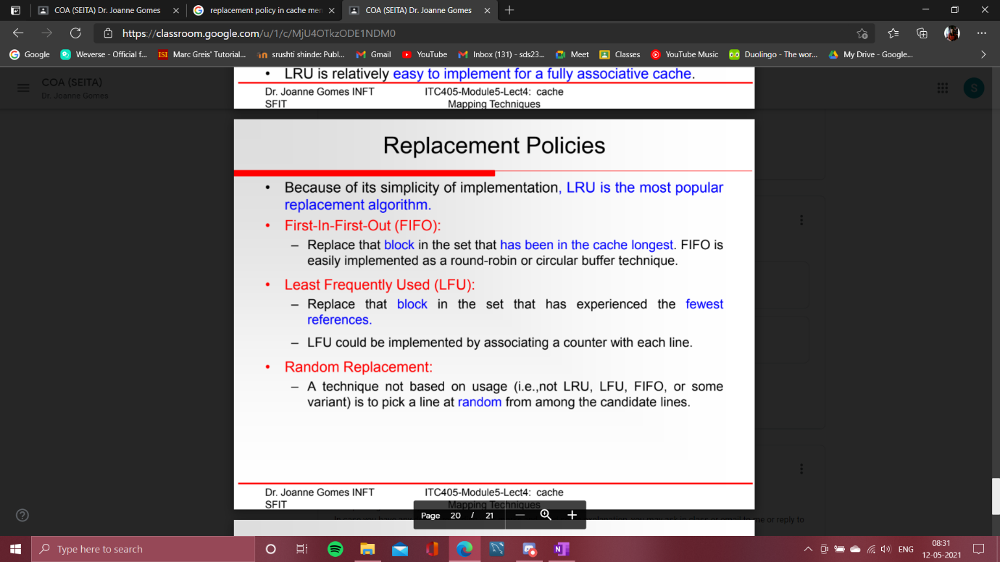 COA (SEITA) Dr. Joanne Gomes
replacement policy in cache mem
COA (SEITA) Dr. Joanne Gomes
https://classroom.google.com/u/1/c/MjU4OTkzODE1NDM0
Google
Weverse - Official f...
ISI Marc Greis' Tutorial...
srushti shinde: Publ...
Gmail
YouTube
Inbox (131) - sds23...
Meet
Classes
YouTube Music
Duolingo - The wor...
My Drive - Google...
COA (SEITA)
Dr. Joanne Gomes
S
• LRU is relatively easy to implement for a fully associative cache.
Dr. Joanne Gomes INFT ITC405-Module5-Lect4: cache
SFIT Mapping Techniques
Replacement Policies
• Because of its simplicity of implementation, LRU is the most popular
replacement algorithm.
• First-In-First-Out (FIFO):
– Replace that block in the set that has been in the cache longest. FIFO is
easily implemented as a round-robin or circular buffer technique.
• Least Frequently Used (LFU):
– Replace that block in the set that has experienced the fewest
references.
– LFU could be implemented by associating a counter with each line.
• Random Replacement:
– A technique not based on usage (i.e.,not LRU, LFU, FIFO, or some
variant) is to pick a line at random from among the candidate lines.
Dr. Joanne Gomes INFT ITC405-Module5-Lect4: cache
SFIT Mapping Techniques
Page 20 / 21
me or reply to
Type here to search
ENG
08:31
12-05-2021